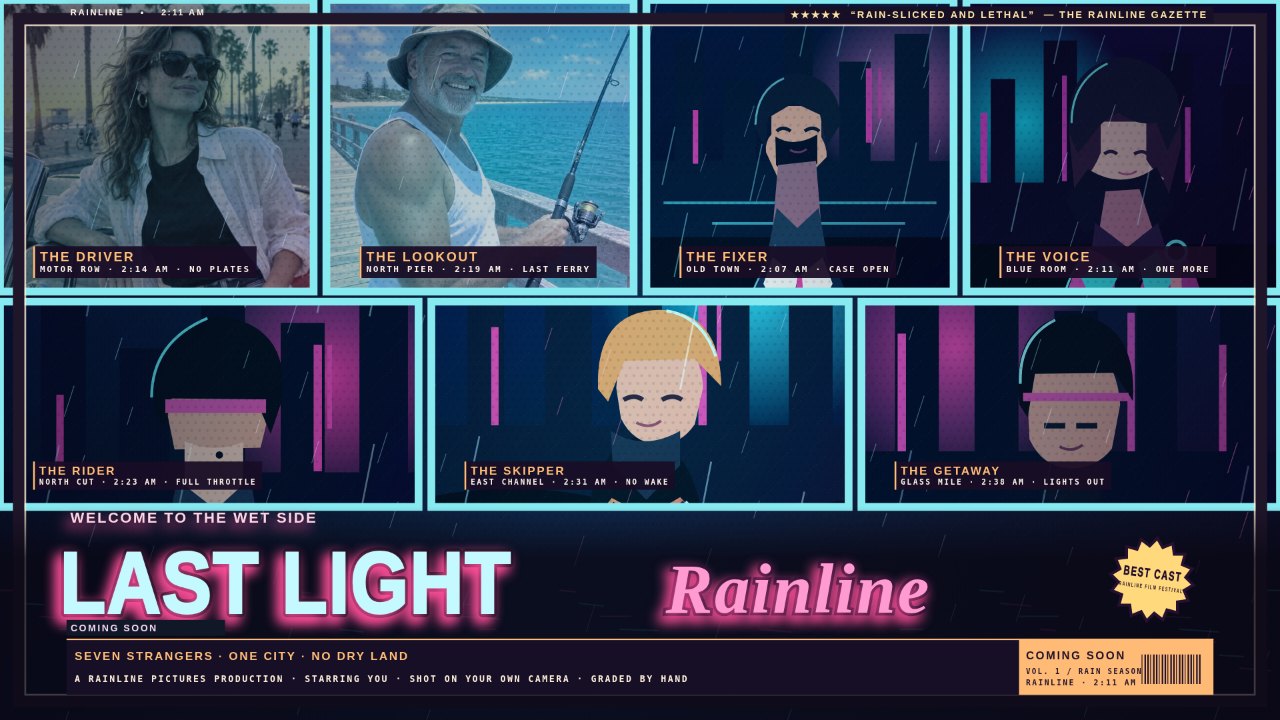 RAINLINE • 2:11 AM
★★★★★ “RAIN-SLICKED AND LETHAL” — THE RAINLINE GAZETTE
THE DRIVER
MOTOR ROW · 2:14 AM · NO PLATES
THE LOOKOUT
NORTH PIER · 2:19 AM · LAST FERRY
THE FIXER
OLD TOWN · 2:07 AM · CASE OPEN
THE VOICE
BLUE ROOM · 2:11 AM · ONE MORE
THE RIDER
NORTH CUT · 2:23 AM · FULL THROTTLE
THE SKIPPER
EAST CHANNEL · 2:31 AM · NO WAKE
THE GETAWAY
GLASS MILE · 2:38 AM · LIGHTS OUT
WELCOME TO THE WET SIDE
LAST LIGHT
Rainline
BEST CAST
RAINLINE FILM FESTIVAL
COMING SOON
SEVEN STRANGERS · ONE CITY · NO DRY LAND
A RAINLINE PICTURES PRODUCTION · STARRING YOU · SHOT ON YOUR OWN CAMERA · GRADED BY HAND
COMING SOON
VOL. 1 / RAIN SEASON
RAINLINE · 2:11 AM